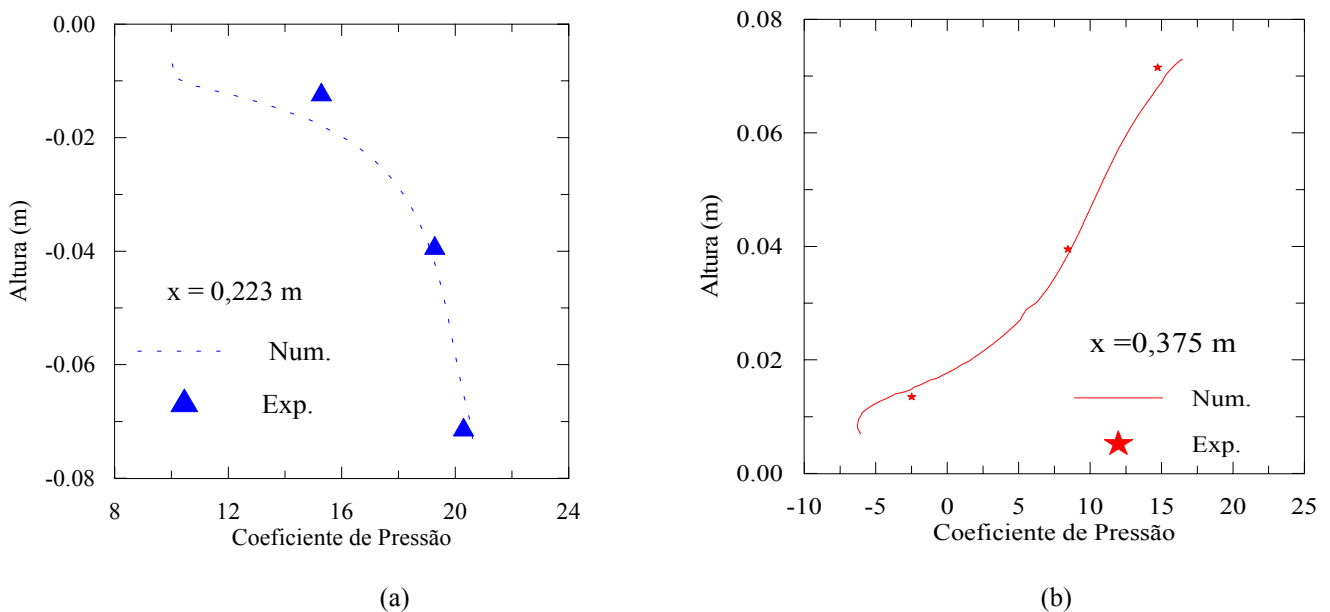 0.00
-0.02
-0.04
-0.06
-0.08
Altura (m)
x = 0,223 m
Num.
Exp.
8 12 16 20 24
Coeficiente de Pressão
(a)
0.08
0.06
0.04
0.02
0.00
Altura (m)
x =0,375 m
Num.
Exp.
-10 -5 0 5 10 15 20 25
Coeficiente de Pressão
(b)